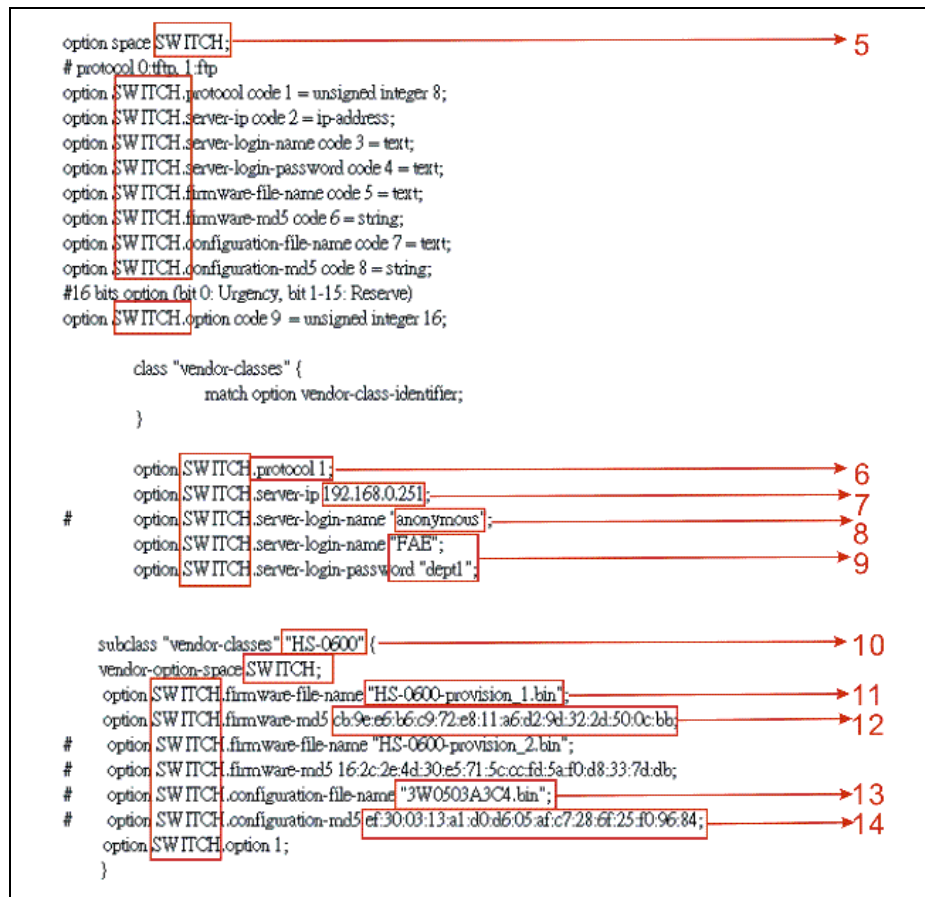 option space SWITCH; 5
# protocol 0:tftp, 1:ftp
option SWITCH.protocol code 1 = unsigned integer 8;
option SWITCH.server-ip code 2 = ip-address;
option SWITCH.server-login-name code 3 = text;
option SWITCH.server-login-password code 4 = text;
option SWITCH.firmware-file-name code 5 = text;
option SWITCH.firmware-md5 code 6 = string;
option SWITCH.configuration-file-name code 7 = text;
option SWITCH.configuration-md5 code 8 = string;
#16 bits option (bit 0: Urgency, bit 1-15: Reserve)
option SWITCH.option code 9 = unsigned integer 16;
class "vendor-classes" {
match option vendor-class-identifier;
}
option SWITCH.protocol 1; 6
option SWITCH.server-ip 192.168.0.251; 7
# option SWITCH.server-login-name "anonymous"; 8
option SWITCH.server-login-name "FAE";
option SWITCH.server-login-password "dept1"; 9
subclass "vendor-classes" "HS-0600" { 10
vendor-option-space SWITCH;
option SWITCH.firmware-file-name "HS-0600-provision_1.bin"; 11
option SWITCH.firmware-md5 cb:9e:e6:b6:c9:72:e8:11:a6:d2:9d:32:2d:50:0c:bb; 12
# option SWITCH.firmware-file-name "HS-0600-provision_2.bin";
# option SWITCH.firmware-md5 16:2c:2e:4d:30:e5:71:5c:cc:fd:5a:f0:d8:33:7d:db;
# option SWITCH.configuration-file-name "3W0503A3C4.bin"; 13
# option SWITCH.configuration-md5 ef:30:03:13:a1:d0:d6:05:af:c7:28:6f:25:f0:96:84; 14
option SWITCH.option 1;
}